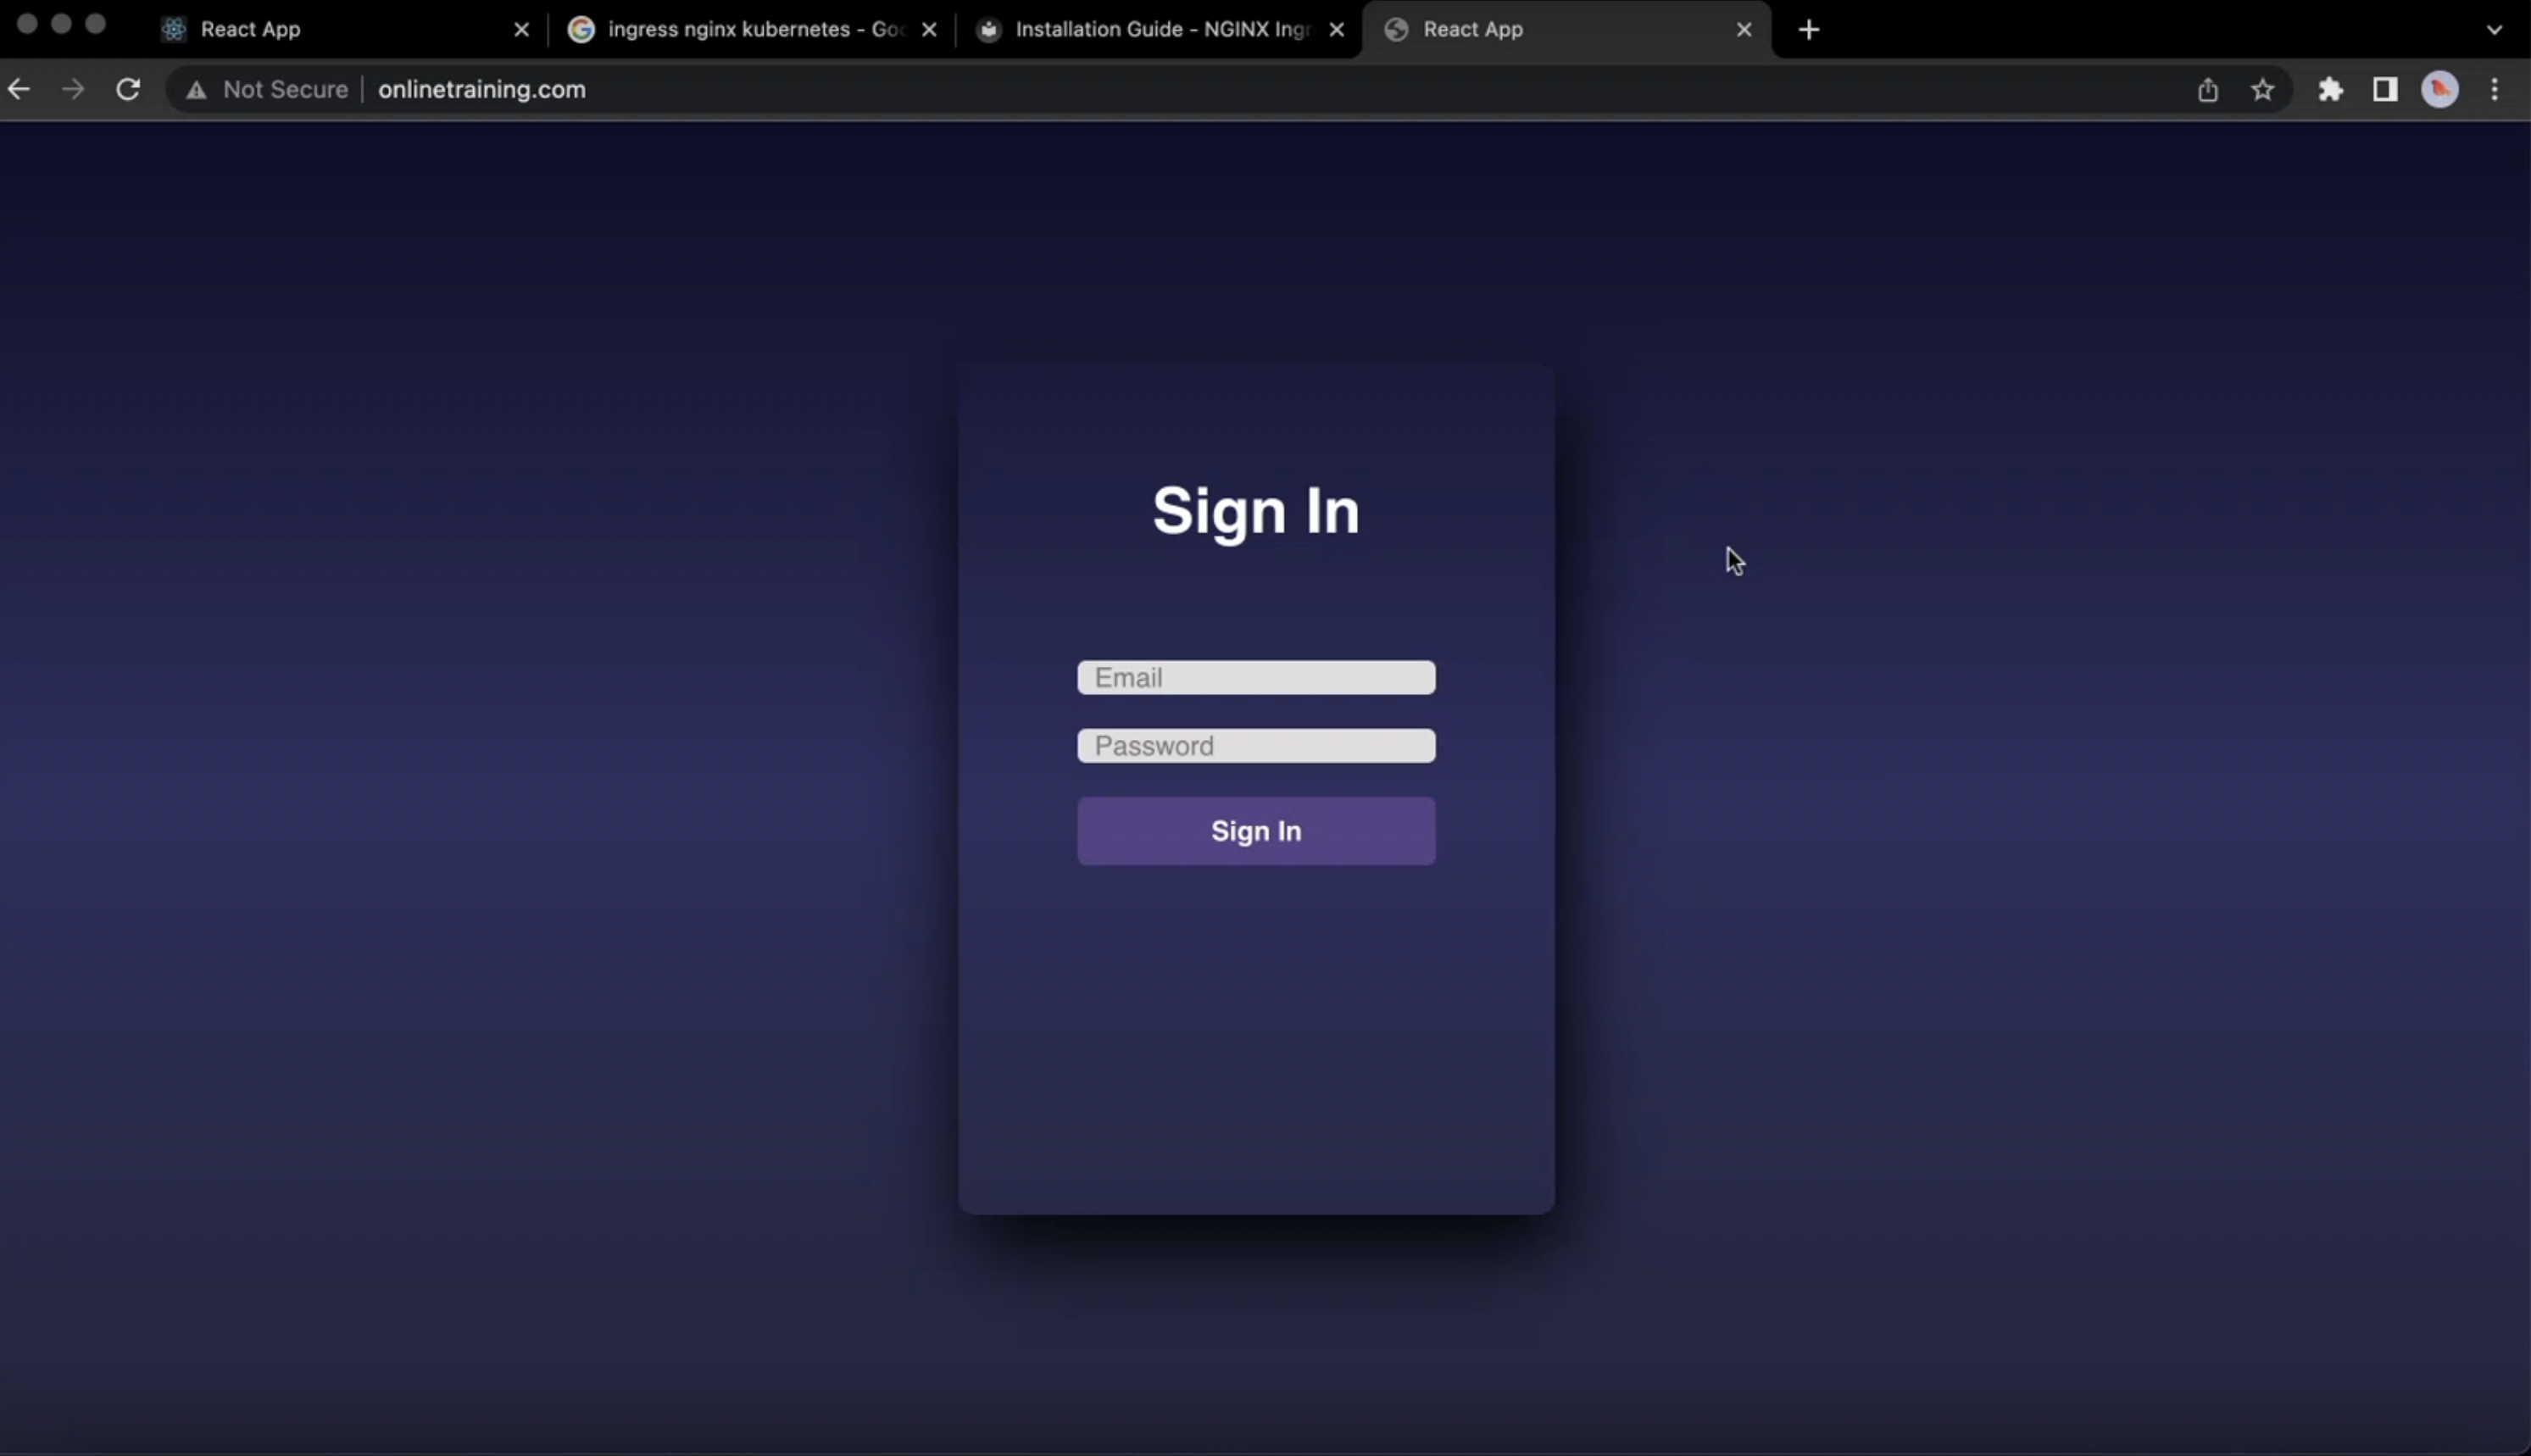 React App
ingress nginx kubernetes - Goo
Installation Guide - NGINX Ingr
React App
Not Secure
onlinetraining.com
Sign In
Email
Password
Sign In